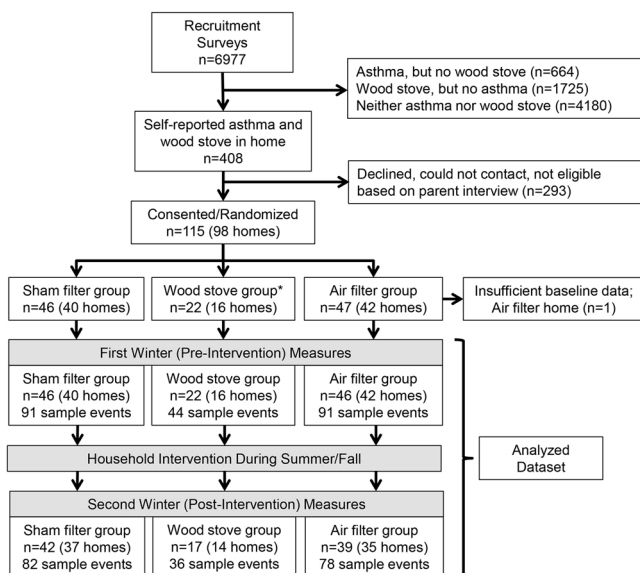 Recruitment
Surveys
n=6977
Asthma, but no wood stove (n=664)
Wood stove, but no asthma (n=1725)
Neither asthma nor wood stove (n=4180)
Self-reported asthma and
wood stove in home
n=408
Declined, could not contact, not eligible
based on parent interview (n=293)
Consented/Randomized
n=115 (98 homes)
Sham filter group
n=46 (40 homes)
Wood stove group*
n=22 (16 homes)
Air filter group
n=47 (42 homes)
Insufficient baseline data;
Air filter home (n=1)
First Winter (Pre-Intervention) Measures
Sham filter group
n=46 (40 homes)
91 sample events
Wood stove group
n=22 (16 homes)
44 sample events
Air filter group
n=46 (42 homes)
91 sample events
Household Intervention During Summer/Fall
Analyzed
Dataset
Second Winter (Post-Intervention) Measures
Sham filter group
n=42 (37 homes)
82 sample events
Wood stove group
n=17 (14 homes)
36 sample events
Air filter group
n=39 (35 homes)
78 sample events